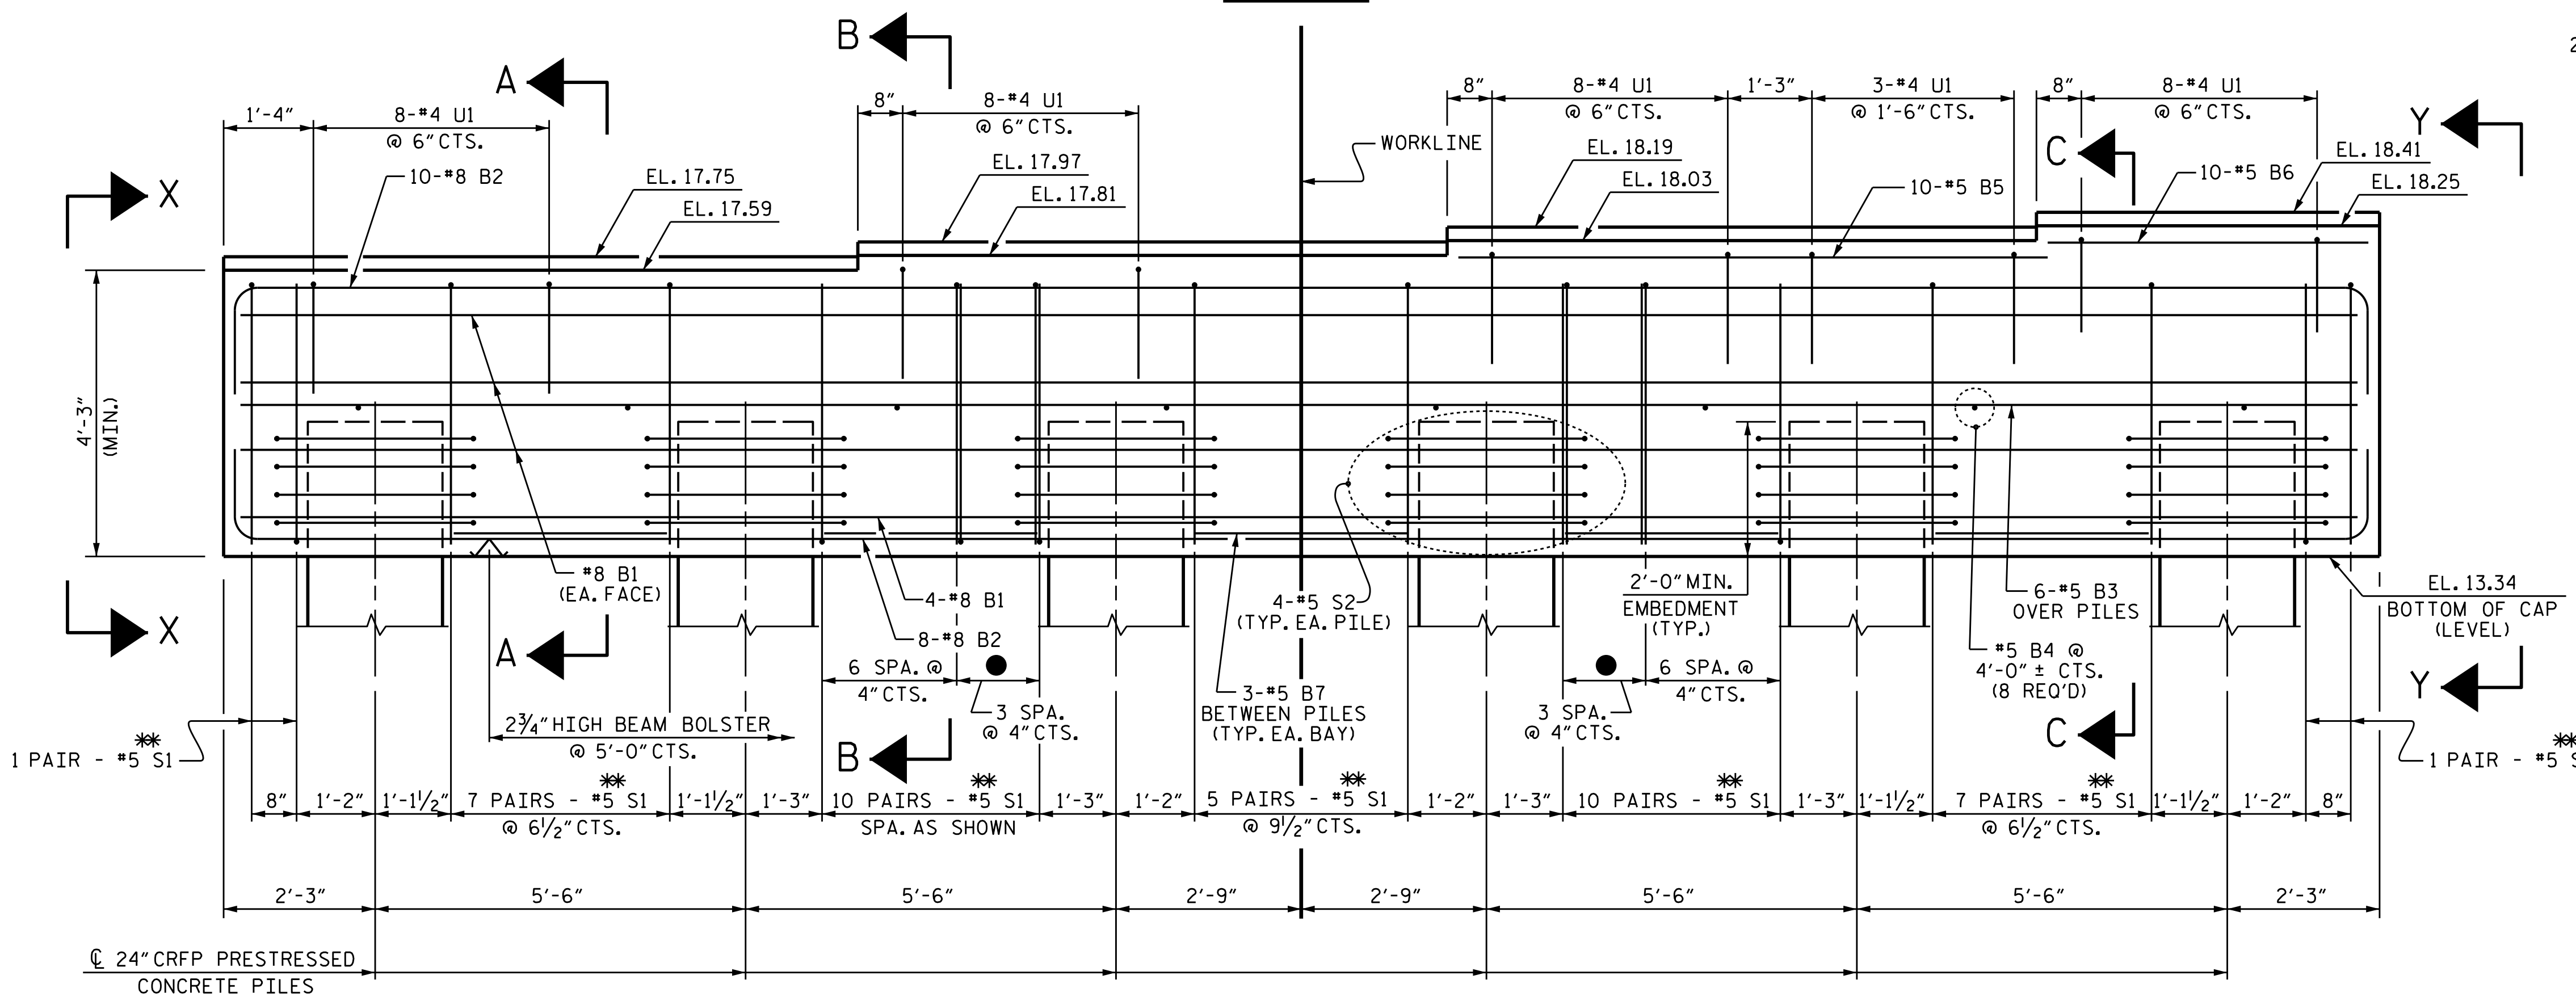 B
A
8″
8-#4 U1
@ 6″CTS.
1′-4″
8-#4 U1
@ 6″CTS.
8″
8-#4 U1
@ 6″CTS.
1′-3″
3-#4 U1
@ 1′-6″CTS.
8″
8-#4 U1
@ 6″CTS.
Y
C
WORKLINE
X
10-#8 B2
EL. 17.75
EL. 17.59
EL. 17.97
EL. 17.81
EL. 18.19
EL. 18.03
10-#5 B5
10-#5 B6
EL. 18.41
EL. 18.25
4′-3″
(MIN.)
#8 B1
(EA. FACE)
4-#8 B1
8-#8 B2
4-#5 S2
(TYP. EA. PILE)
2′-0″MIN.
EMBEDMENT
(TYP.)
6-#5 B3
OVER PILES
#5 B4 @
4′-0″± CTS.
(8 REQ'D)
EL. 13.34
BOTTOM OF CAP
(LEVEL)
X
A
6 SPA. @
4″CTS.
3 SPA.
@ 4″CTS.
3-#5 B7
BETWEEN PILES
(TYP. EA. BAY)
3 SPA.
@ 4″CTS.
6 SPA. @
4″CTS.
Y
C
B
2¾″HIGH BEAM BOLSTER
@ 5′-0″CTS.
**
1 PAIR - #5 S1
**
1 PAIR - #5 S
8″
1′-2″
1′-1½″
**
7 PAIRS - #5 S1
@ 6½″CTS.
1′-1½″
1′-3″
**
10 PAIRS - #5 S1
SPA. AS SHOWN
1′-3″
1′-2″
**
5 PAIRS - #5 S1
@ 9½″CTS.
1′-2″
1′-3″
**
10 PAIRS - #5 S1
1′-3″
1′-1½″
**
7 PAIRS - #5 S1
@ 6½″CTS.
1′-1½″
1′-2″
8″
2′-3″
5′-6″
5′-6″
2′-9″
2′-9″
5′-6″
5′-6″
2′-3″
℄ 24″CRFP PRESTRESSED
CONCRETE PILES